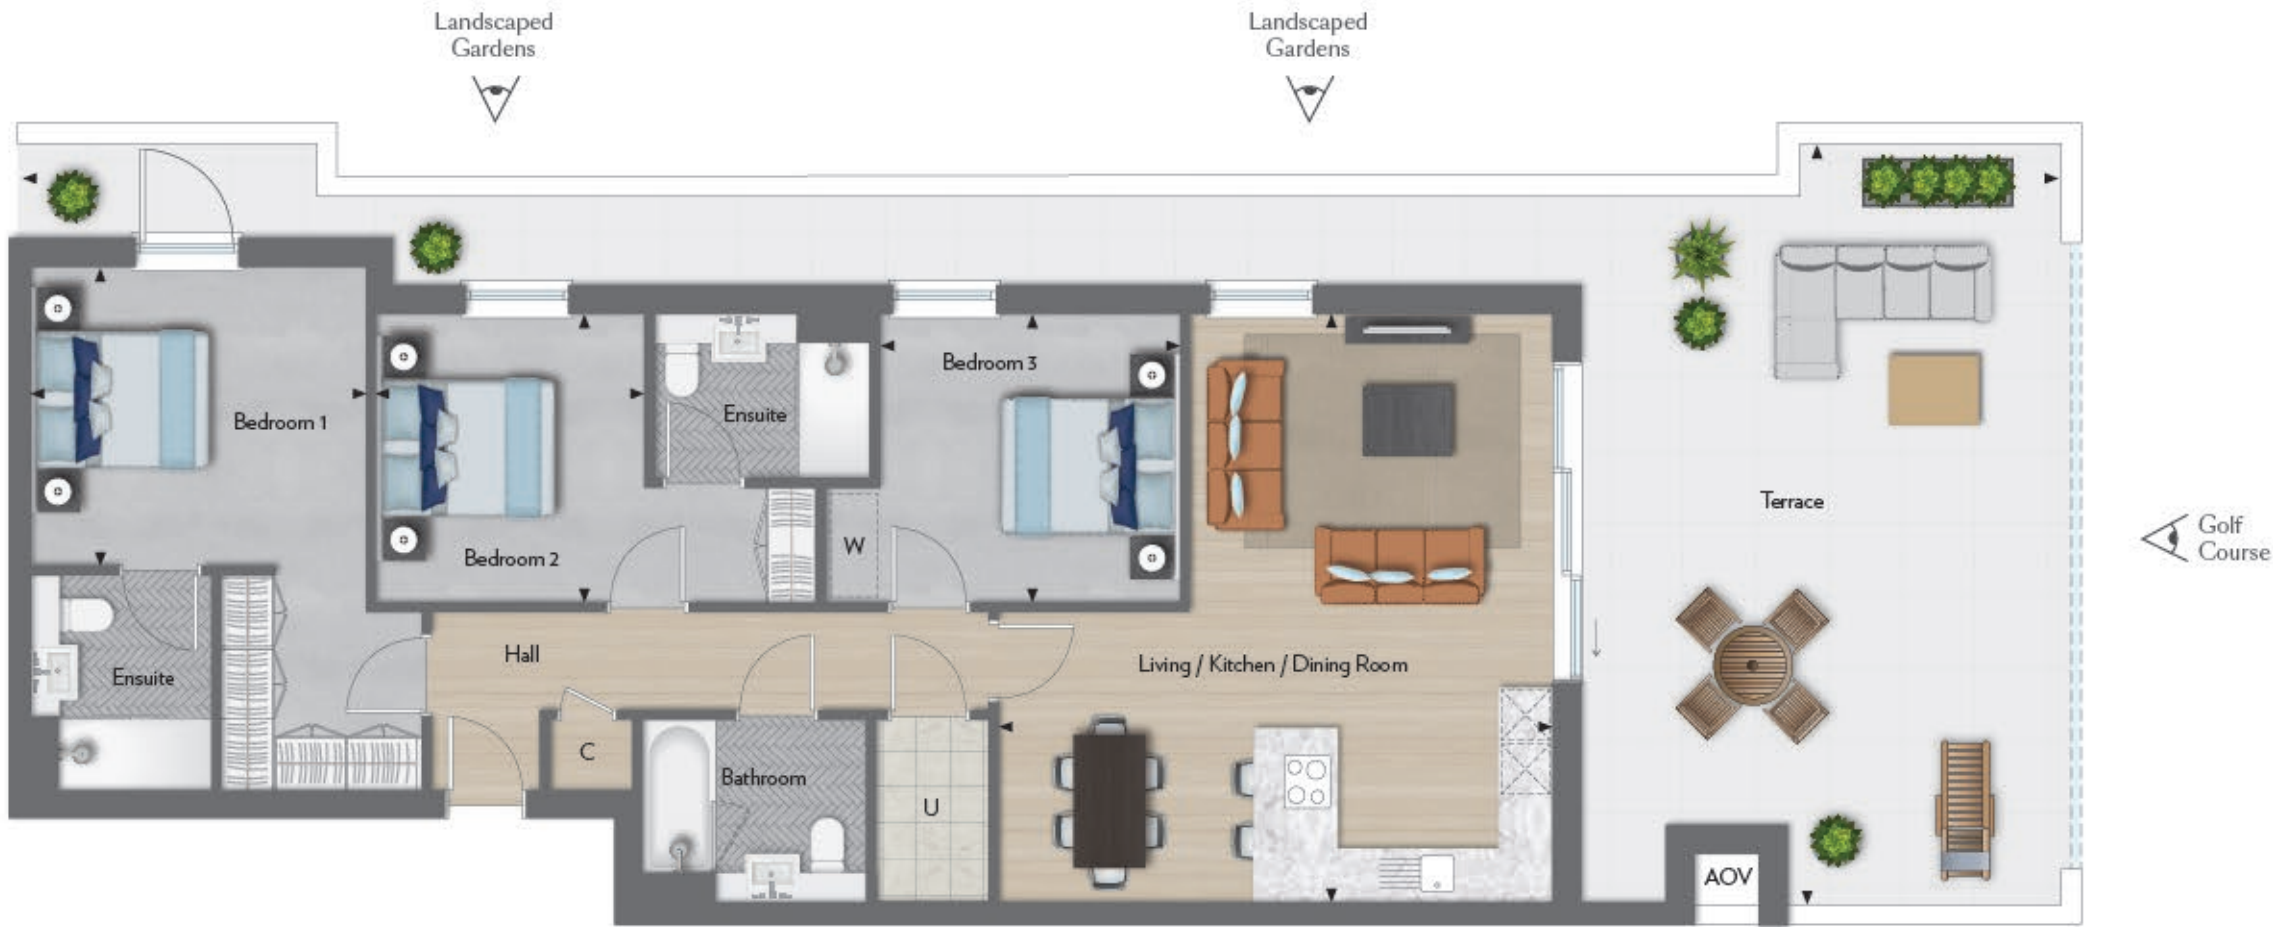 Landscaped
Gardens
Landscaped
Gardens
Bedroom 1
Bedroom 2
Ensuite
Bedroom 3
W
Terrace
Golf
Course
Ensuite
Hall
Living / Kitchen / Dining Room
C
Bathroom
U
AOV